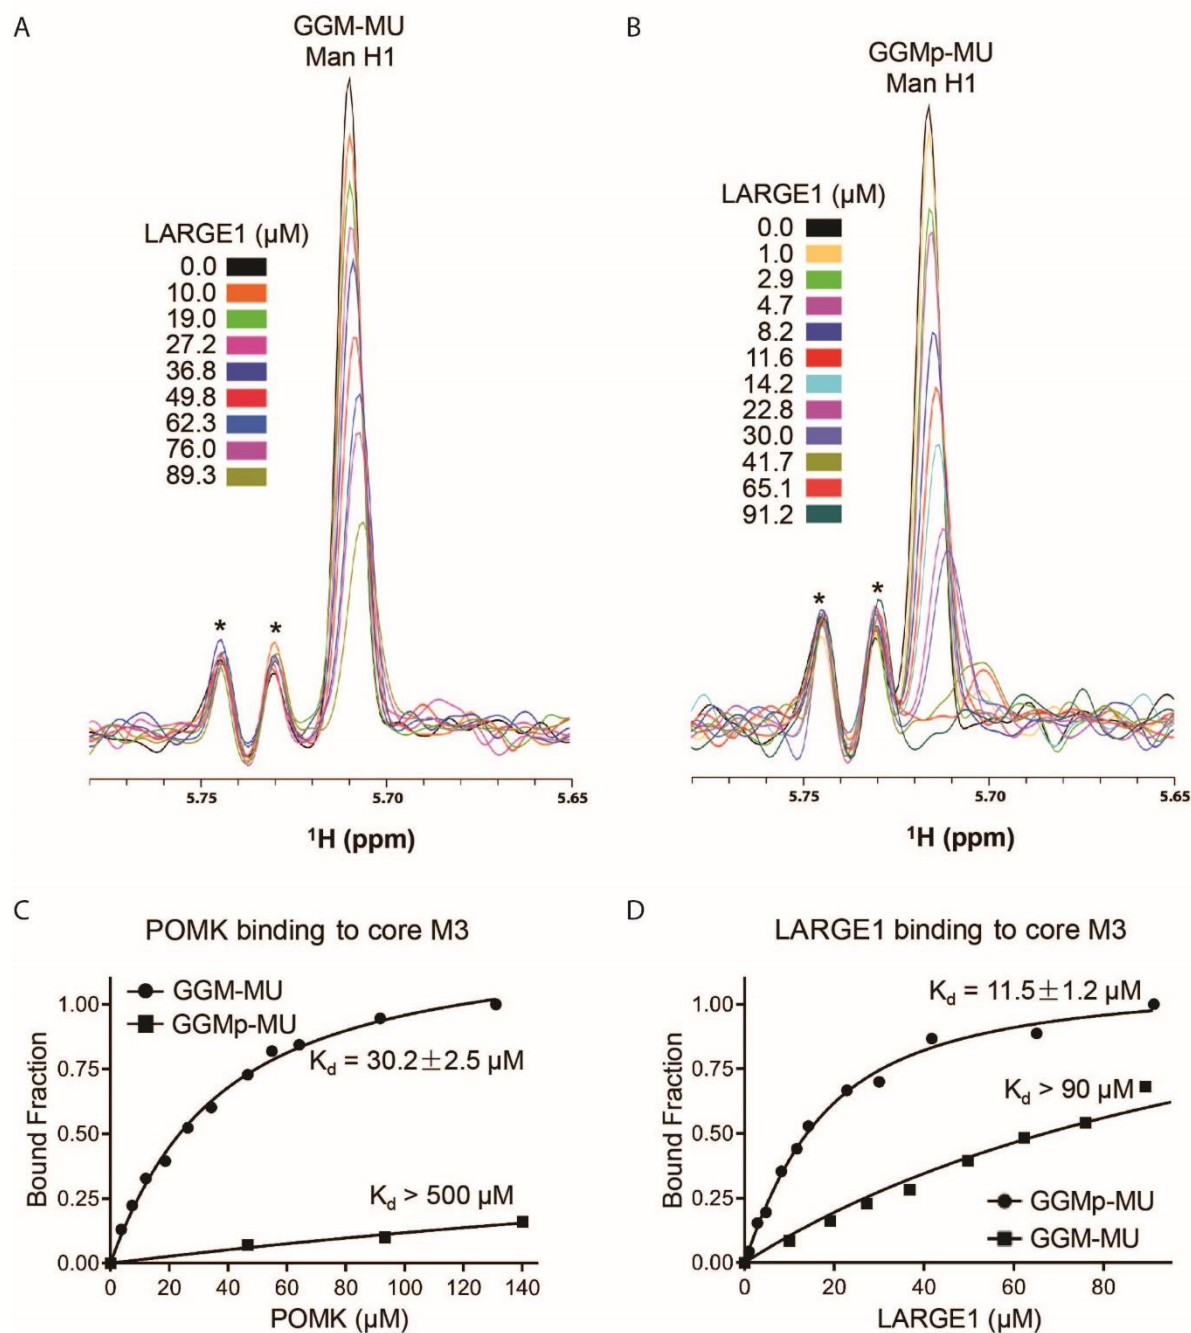 A
GGM-MU
Man H1
LARGE1 (µM)
0.0
10.0
19.0
27.2
36.8
49.8
62.3
76.0
89.3
*
*
5.75
5.70
5.65
¹H (ppm)
B
GGMp-MU
Man H1
LARGE1 (µM)
0.0
1.0
2.9
4.7
8.2
11.6
14.2
22.8
30.0
41.7
65.1
91.2
*
*
5.75
5.70
5.65
¹H (ppm)
C
POMK binding to core M3
GGM-MU
GGMp-MU
Kd = 30.2±2.5 µM
Kd > 500 µM
Bound Fraction
1.00
0.75
0.50
0.25
0.00
0 20 40 60 80 100 120 140
POMK (µM)
D
LARGE1 binding to core M3
Kd = 11.5±1.2 µM
Kd > 90 µM
GGMp-MU
GGM-MU
Bound Fraction
1.00
0.75
0.50
0.25
0.00
0 20 40 60 80
LARGE1 (µM)